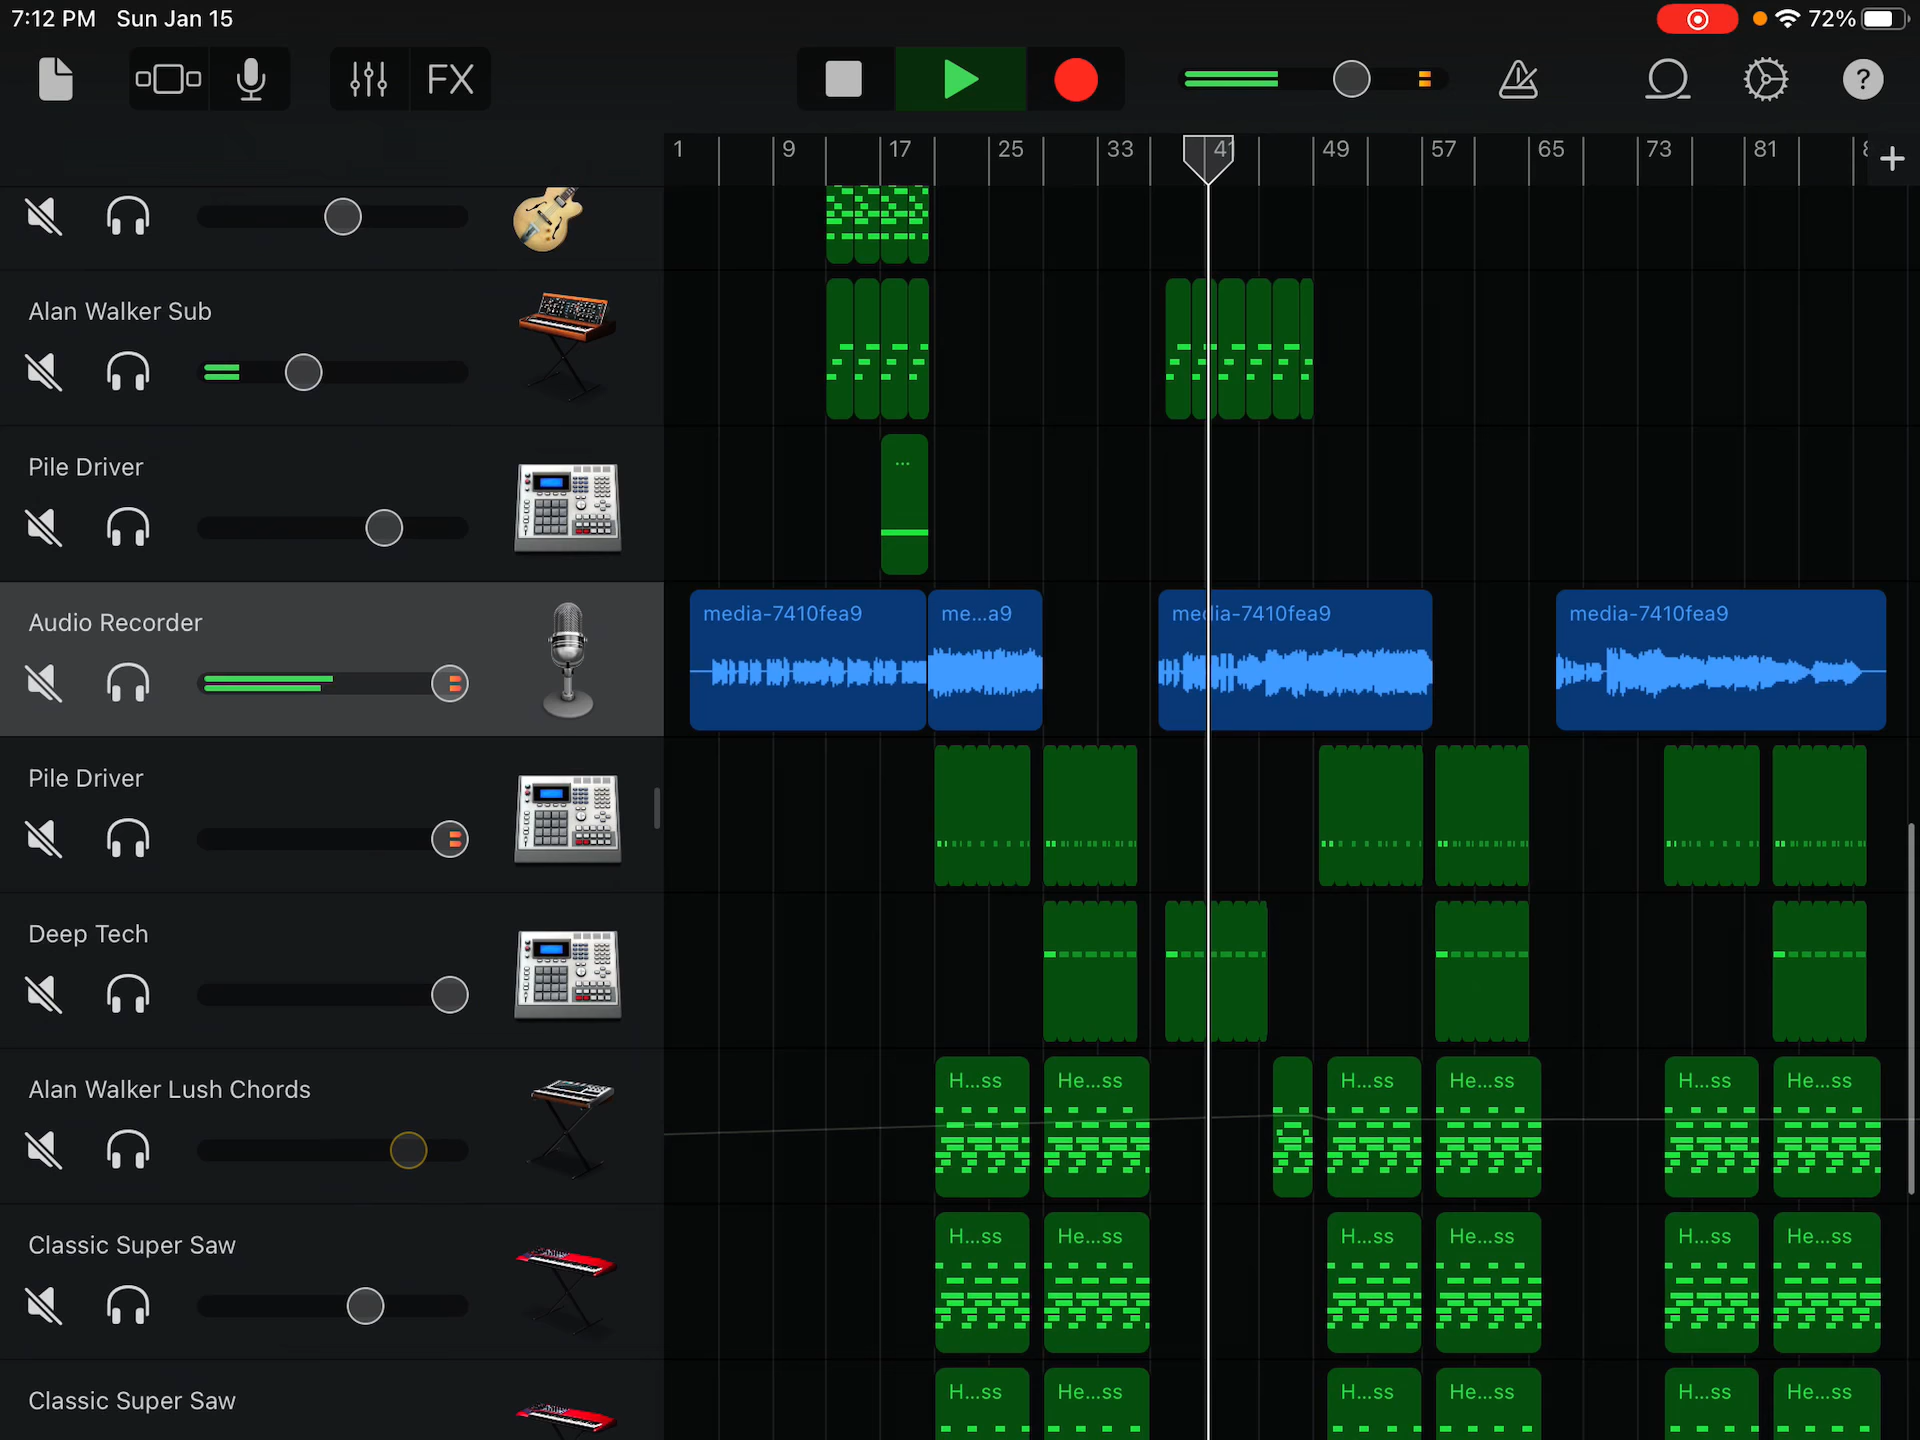 7:12 PM Sun Jan 15 72%
FX ?
1 9 17 25 33 41 49 57 65 73 81
Alan Walker Sub
Pile Driver
...
Audio Recorder
media-7410fea9 me...a9 media-7410fea9 media-7410fea9
Pile Driver
Deep Tech
Alan Walker Lush Chords
H...ss He...ss H...ss He...ss H...ss He...ss
Classic Super Saw
H...ss He...ss H...ss He...ss H...ss He...ss
Classic Super Saw
H...ss He...ss H...ss He...ss H...ss He...ss